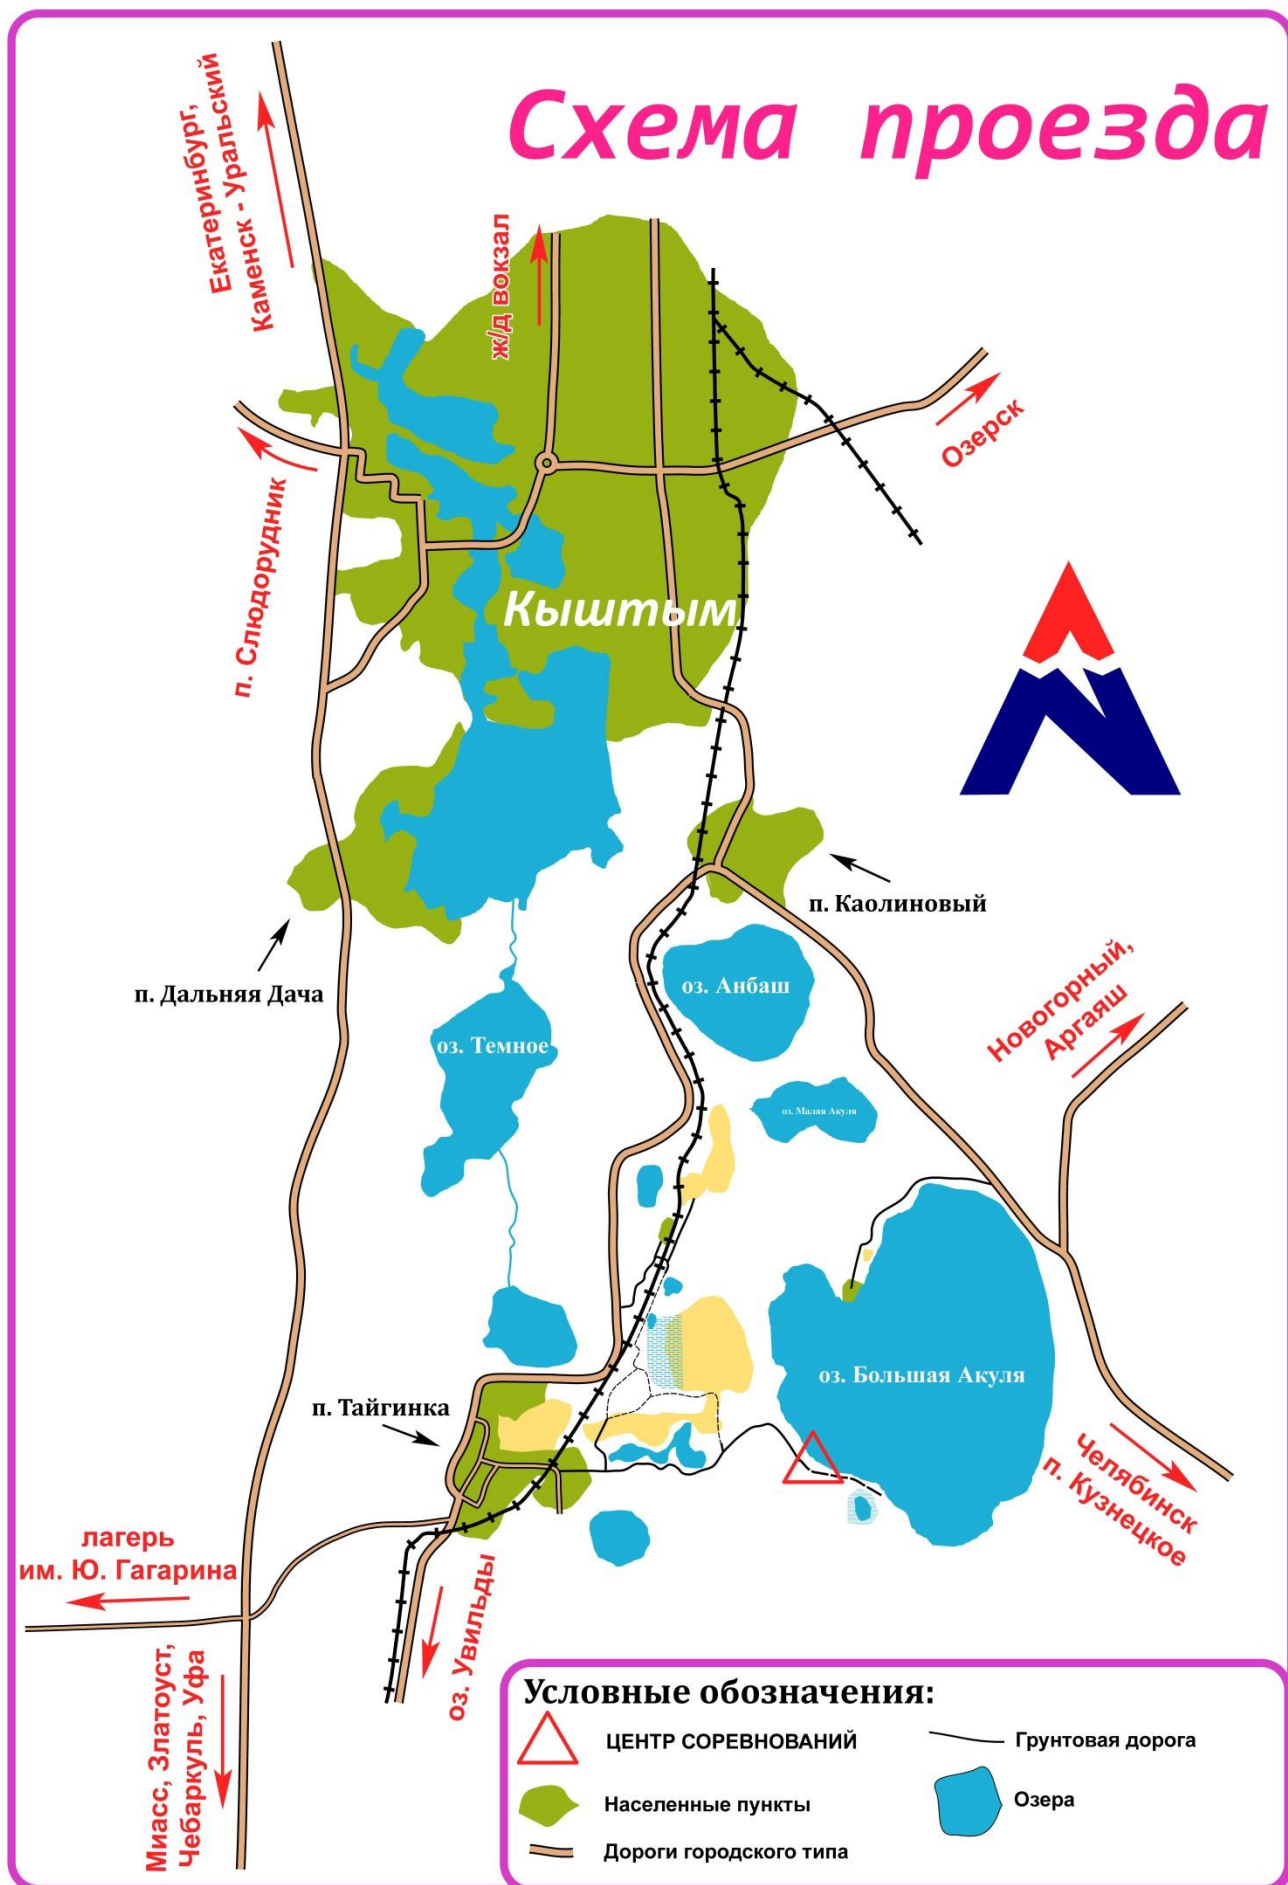 Схема проезда
Екатеринбург,
Каменск - Уральский
ж/д вокзал
Озерск
п. Слюдорудник
Кыштым
п. Каолиновый
п. Дальняя Дача
оз. Анбаш
оз. Темное
Новогорный,
Аргаяш
оз. Малая Акуля
оз. Большая Акуля
п. Тайгинка
Челябинск
п. Кузнецкое
лагерь
им. Ю. Гагарина
оз. Увильды
Миасс, Златоуст,
Чебаркуль, Уфа
Условные обозначения:
ЦЕНТР СОРЕВНОВАНИЙ
Грунтовая дорога
Населенные пункты
Озера
Дороги городского типа